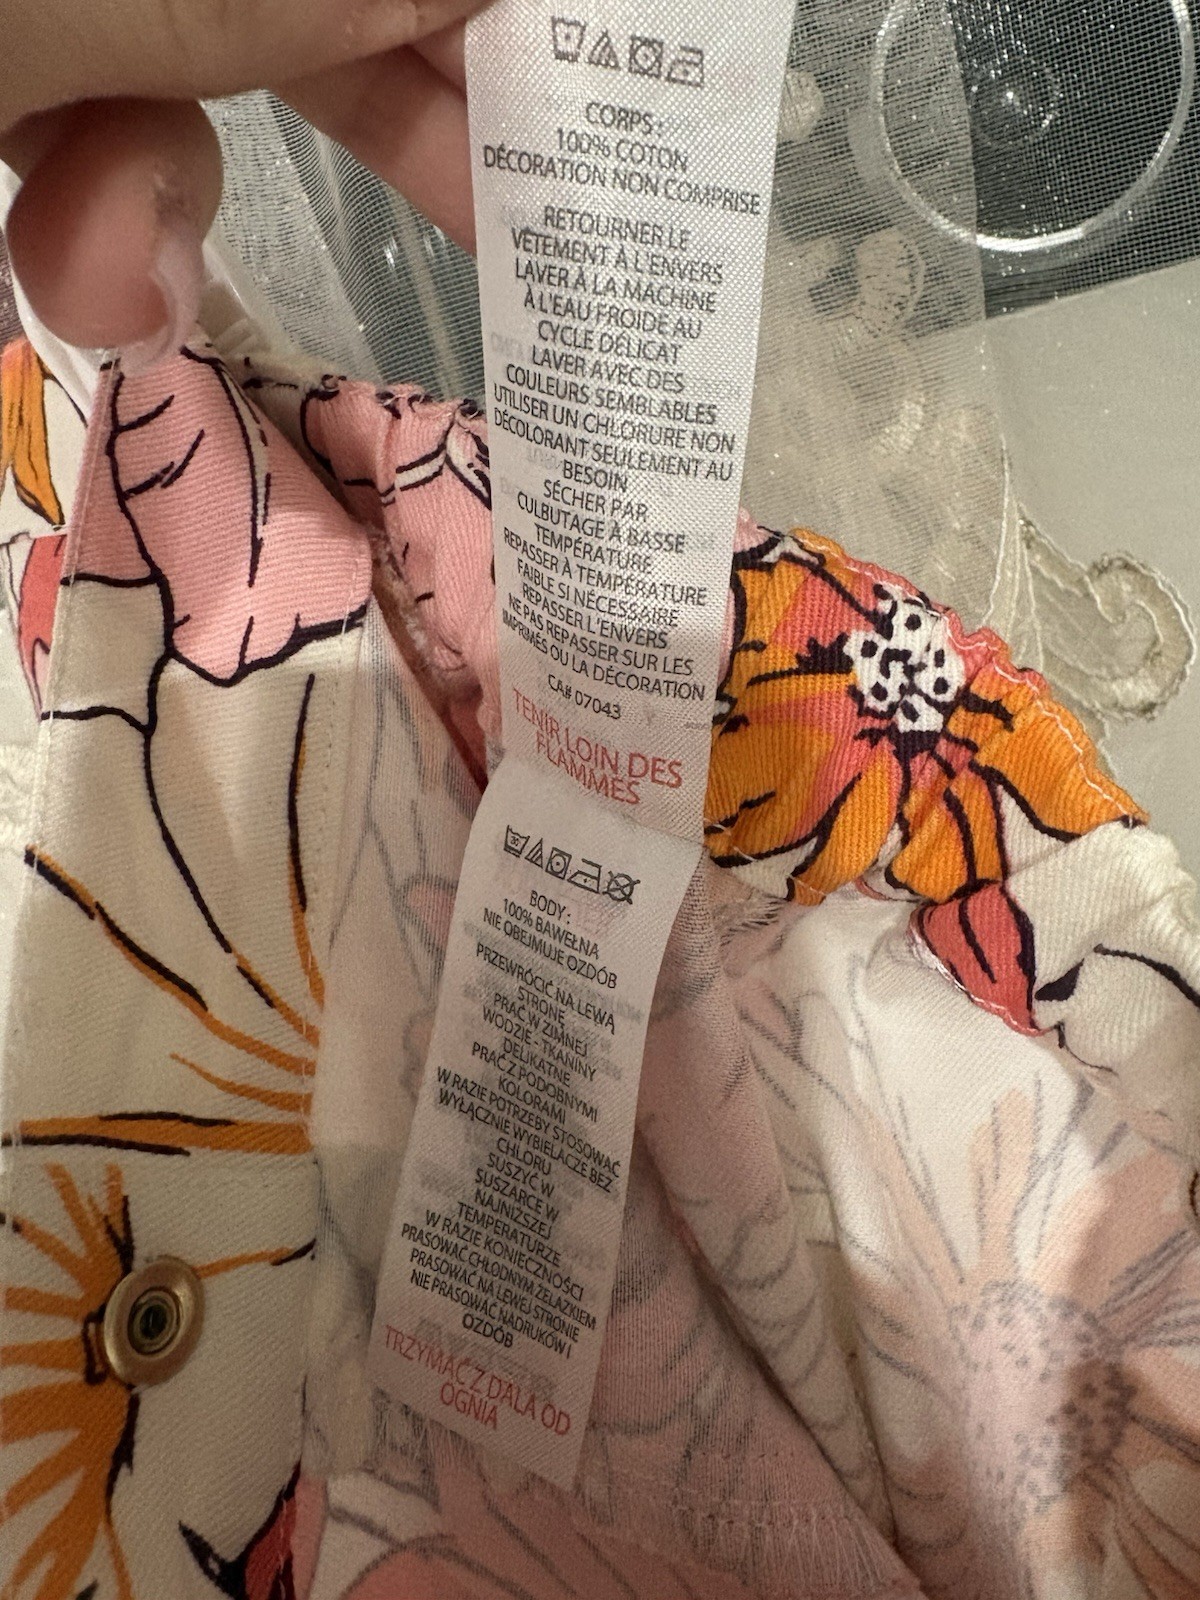 CORPS :
100% COTON
DÉCORATION NON COMPRISE
RETOURNER LE
VÊTEMENT À L'ENVERS
LAVER À LA MACHINE
À L'EAU FROIDE AU
CYCLE DÉLICAT
LAVER AVEC DES
COULEURS SEMBLABLES
UTILISER UN CHLORURE NON
DÉCOLORANT SEULEMENT AU
BESOIN
SÉCHER PAR
CULBUTAGE À BASSE
TEMPÉRATURE
REPASSER À TEMPÉRATURE
FAIBLE SI NÉCESSAIRE
REPASSER L'ENVERS
NE PAS REPASSER SUR LES
IMPRIMÉS OU LA DÉCORATION
CA# 07043
TENIR LOIN DES
FLAMMES
30
BODY :
100% BAWEŁNA
NIE OBEJMUJE OZDÓB
PRZEWRÓCIĆ NA LEWĄ
STRONĘ
PRAĆ W ZIMNEJ
WODZIE - TKANINY
DELIKATNE
PRAĆ Z PODOBNYMI
KOLORAMI
W RAZIE POTRZEBY STOSOWAĆ
WYŁĄCZNIE WYBIELACZE BEZ
CHLORU
SUSZYĆ W
SUSZARCE W
NAJNIŻSZEJ
TEMPERATURZE
W RAZIE KONIECZNOŚCI
PRASOWAĆ CHŁODNYM ŻELAZKIEM
PRASOWAĆ NA LEWEJ STRONIE
NIE PRASOWAĆ NADRUKÓW I
OZDÓB
TRZYMAĆ Z DALA OD
OGNIA